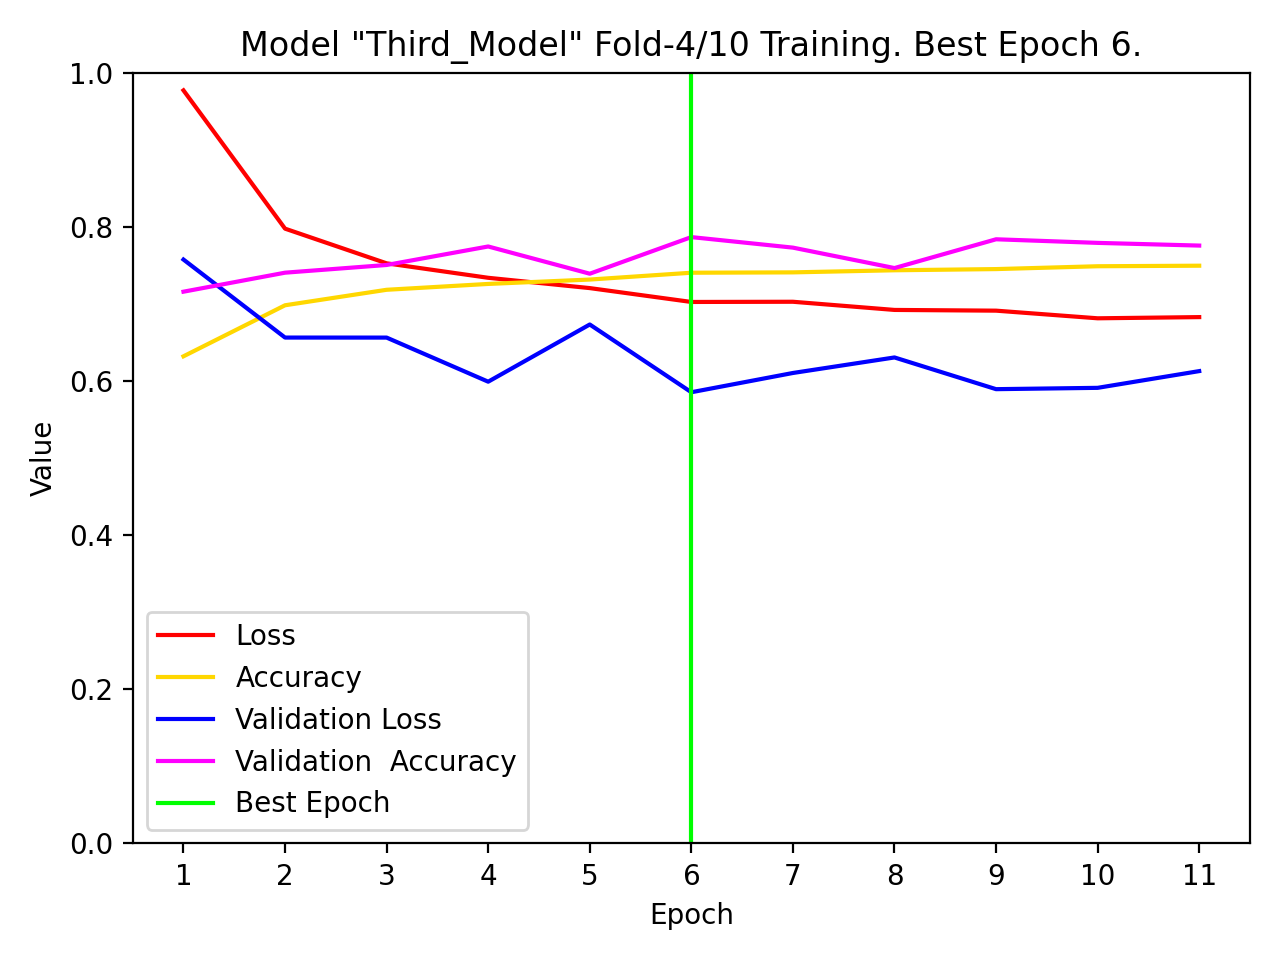 Model "Third_Model" Fold-4/10 Training. Best Epoch 6.
1.0
0.8
0.6
0.4
0.2
0.0
Value
Loss
Accuracy
Validation Loss
Validation  Accuracy
Best Epoch
1 2 3 4 5 6 7 8 9 10 11
Epoch